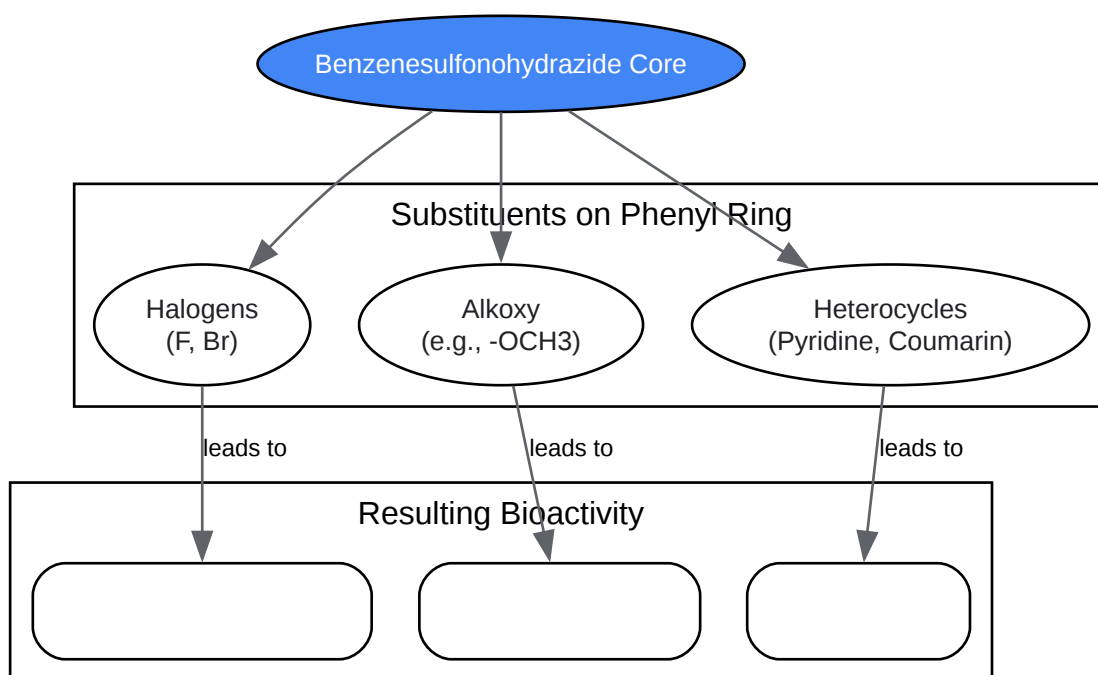 Benzenesulfonohydrazide Core
Substituents on Phenyl Ring
Halogens
(F, Br)
Alkoxy
(e.g., -OCH3)
Heterocycles
(Pyridine, Coumarin)
leads to
leads to
leads to
Resulting Bioactivity